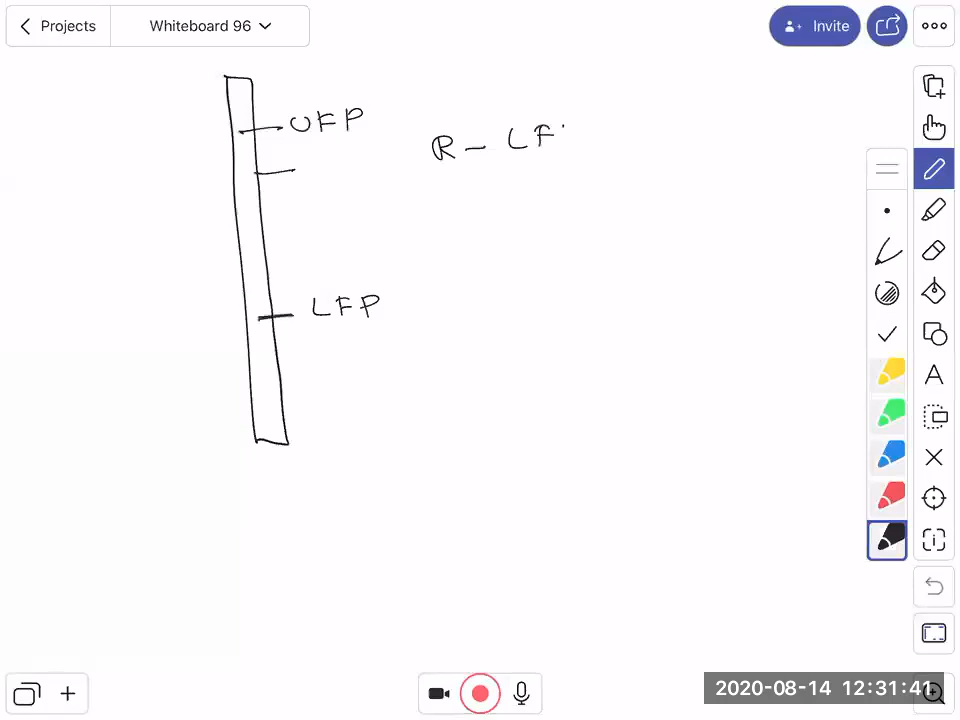 Projects
Whiteboard 96
Invite
UFP
R - LF
LFP
A
2020-08-14 12:31:41